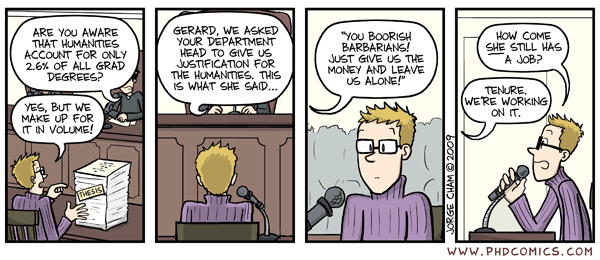 ARE YOU AWARE
THAT HUMANITIES
ACCOUNT FOR ONLY
2.6% OF ALL GRAD
DEGREES?
YES, BUT WE
MAKE UP FOR
IT IN VOLUME!
THESIS
GERARD, WE ASKED
YOUR DEPARTMENT
HEAD TO GIVE US
JUSTIFICATION FOR
THE HUMANITIES. THIS
IS WHAT SHE SAID...
"YOU BOORISH
BARBARIANS!
JUST GIVE US THE
MONEY AND LEAVE
US ALONE!"
JORGE CHAM © 2009
HOW COME
SHE STILL HAS
A JOB?
TENURE.
WE'RE WORKING
ON IT.
WWW.PHDCOMICS.COM